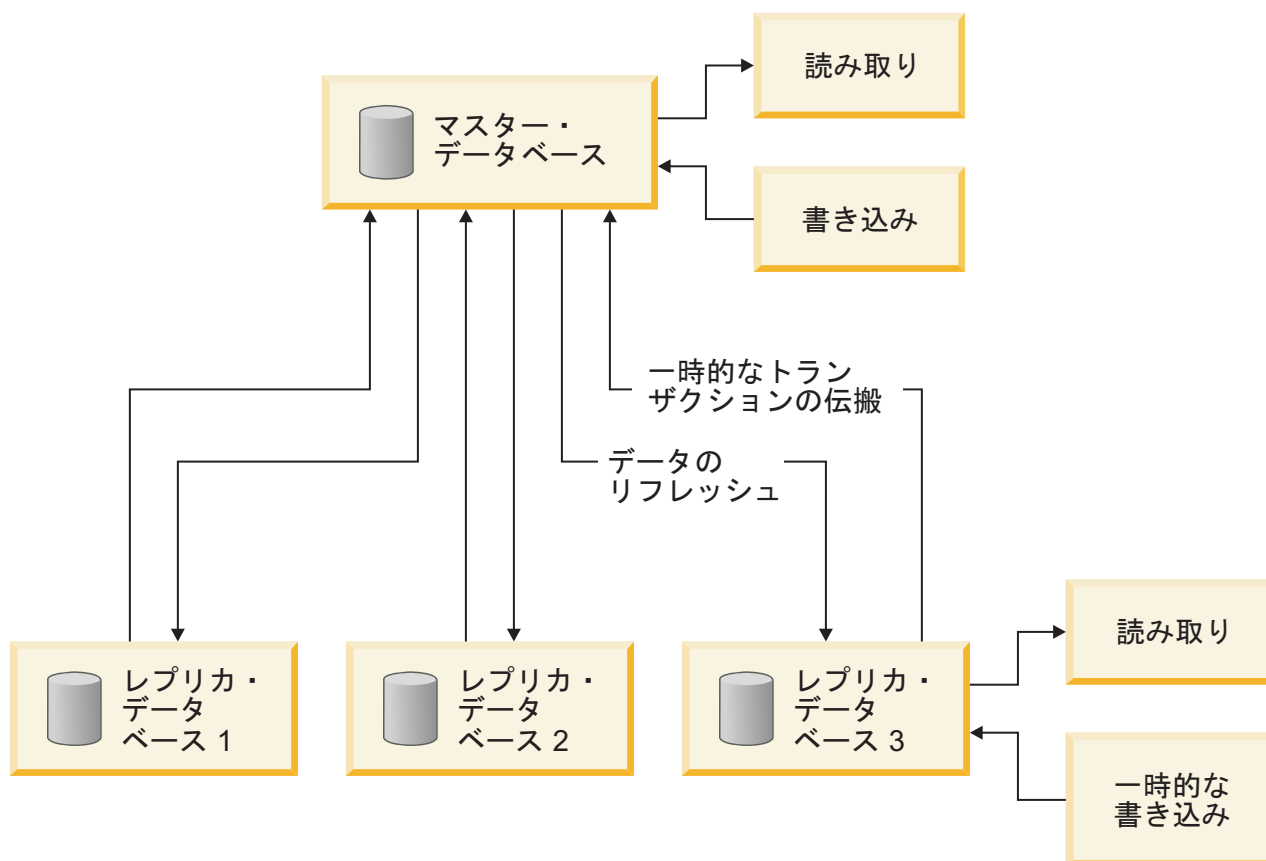 読み取り
マスター・
データベース
書き込み
一時的なトラン
ザクションの伝搬
データの
リフレッシュ
レプリカ・
データ
ベース 1
レプリカ・
データ
ベース 2
レプリカ・
データ
ベース 3
読み取り
一時的な
書き込み